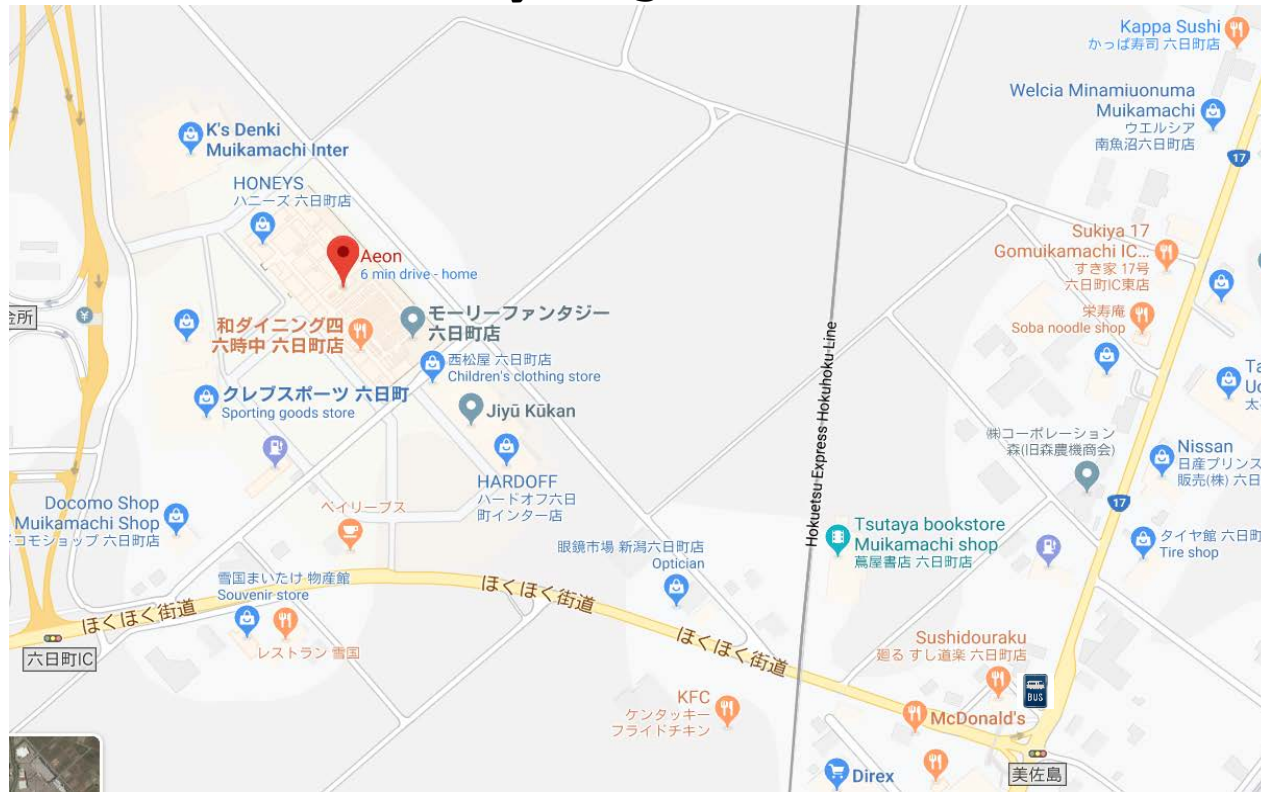 Kappa Sushi
かっぱ寿司 六日町店
Welcia Minamiuonuma
Muikamachi
ウエルシア
南魚沼六日町店
17
K's Denki
Muikamachi Inter
HONEYS
ハニーズ 六日町店
Aeon
6 min drive - home
Sukiya 17
Gomuikamachi IC...
すき家 17号
六日町IC東店
栄寿庵
Soba noodle shop
金所
和ダイニング四
六時中 六日町店
モーリーファンタジー
六日町店
西松屋 六日町店
Children's clothing store
クレブスポーツ 六日町
Sporting goods store
Jiyū Kūkan
Hokuetsu Express Hokuhoku Line
Ta
Uo
太
㈱コーポレーション
森(旧森農機商会)
Nissan
日産プリンス
販売(株) 六日
HARDOFF
ハードオフ六日
町インター店
Docomo Shop
Muikamachi Shop
ドコモショップ 六日町店
ベイリーブス
17
Tsutaya bookstore
Muikamachi shop
蔦屋書店 六日町店
タイヤ館 六日町
Tire shop
眼鏡市場 新潟六日町店
Optician
雪国まいたけ 物産館
Souvenir store
ほくほく街道
ほくほく街道
ほくほく街道
六日町IC
レストラン 雪国
Sushidouraku
廻る すし道楽 六日町店
BUS
KFC
ケンタッキー
フライドチキン
McDonald's
Direx
美佐島